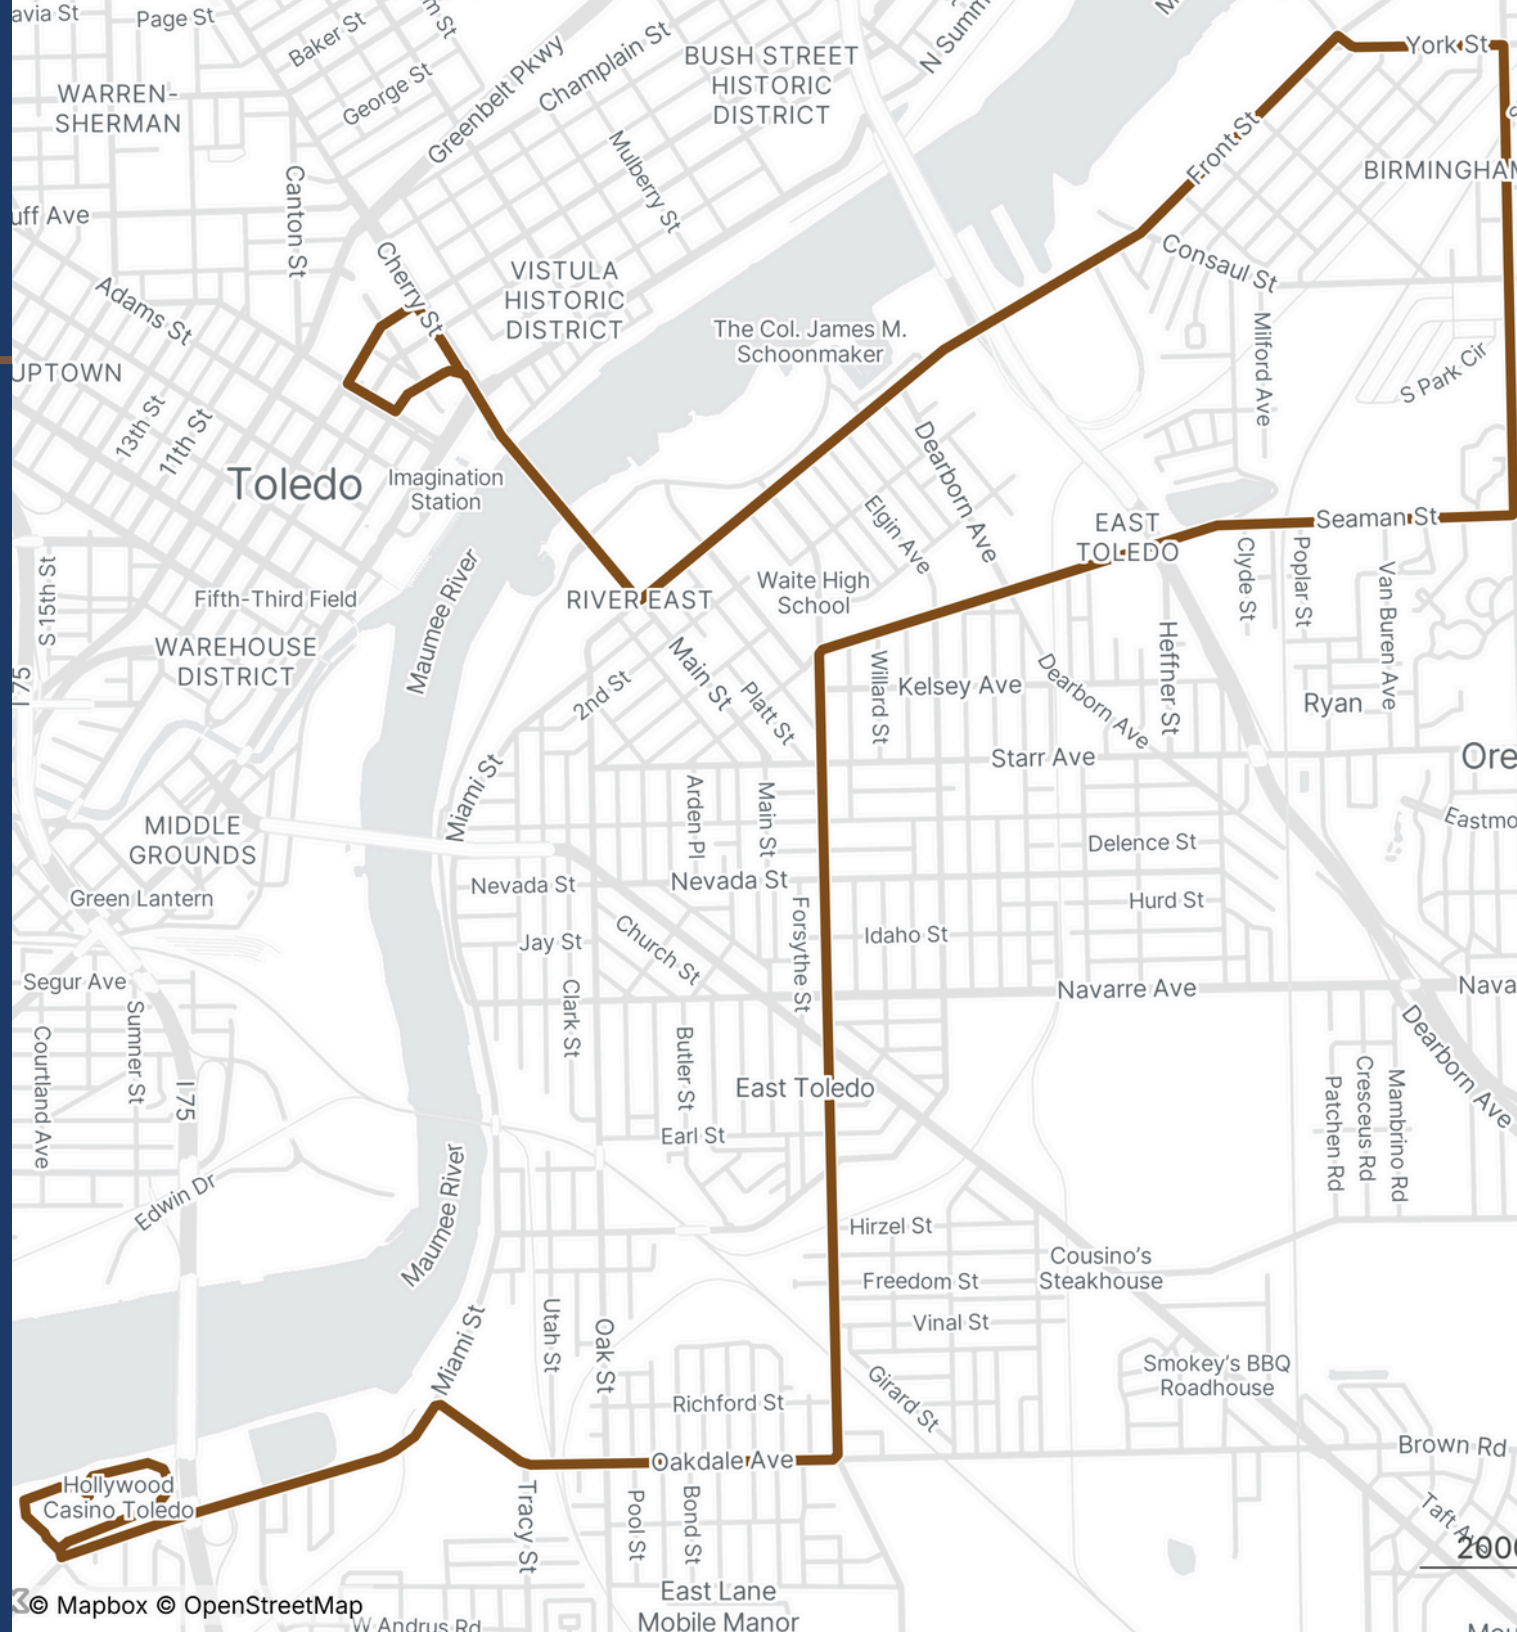 Page St
Baker St
George St
Greenbelt Pkwy
Champlain St
BUSH STREET
HISTORIC
DISTRICT
York St
WARREN-
SHERMAN
Mulberry St
Front St
BIRMINGHAM
Canton St
Cherry St
VISTULA
HISTORIC
DISTRICT
Consaul St
Adams St
The Col. James M.
Schoonmaker
Milford Ave
S Park Cir
UPTOWN
13th St
11th St
Toledo
Imagination
Station
Dearborn Ave
Elgin Ave
EAST
TOLEDO
Seaman St
S 15th St
Fifth-Third Field
Maumee River
RIVER EAST
Waite High
School
Clyde St
Poplar St
Van Buren Ave
WAREHOUSE
DISTRICT
Main St
2nd St
Platt St
Willard St
Kelsey Ave
Dearborn Ave
Heffner St
Ryan
I 75
Starr Ave
Miami St
Arden Pl
Main St
MIDDLE
GROUNDS
Delence St
Green Lantern
Nevada St
Nevada St
Hurd St
Forsythe St
Church St
Jay St
Idaho St
Segur Ave
Navarre Ave
Clark St
Sumner St
Courtland Ave
I 75
Butler St
East Toledo
Dearborn Ave
Patchen Rd
Cresceus Rd
Mambrino Rd
Earl St
Edwin Dr
Maumee River
Hirzel St
Cousino's
Steakhouse
Freedom St
Vinal St
Miami St
Utah St
Oak St
Smokey's BBQ
Roadhouse
Girard St
Richford St
Brown Rd
Oakdale Ave
Hollywood
Casino Toledo
Tracy St
Pool St
Bond St
Taft Ave
East Lane
Mobile Manor
© Mapbox © OpenStreetMap
W Andrus Rd